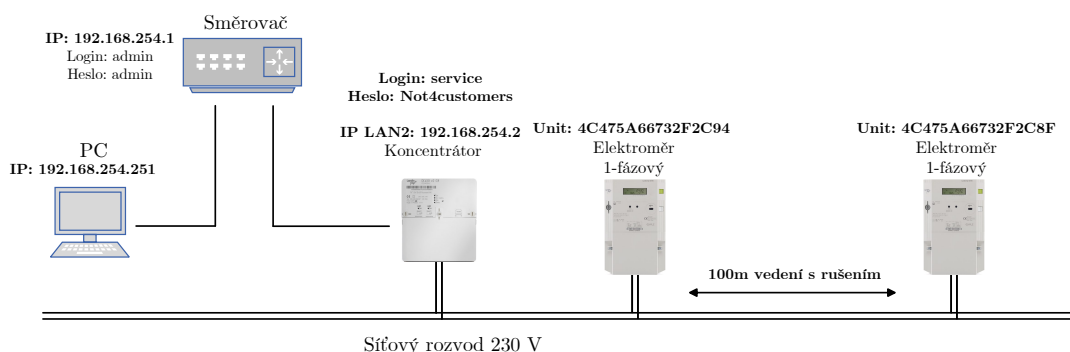 Směrovač
IP: 192.168.254.1
Login: admin
Heslo: admin
Login: service
Heslo: Not4customers
IP LAN2: 192.168.254.2
Koncentrátor
Unit: 4C475A66732F2C94
Elektroměr
1-fázový
Unit: 4C475A66732F2C8F
Elektroměr
1-fázový
PC
IP: 192.168.254.251
100m vedení s rušením
Síťový rozvod 230 V